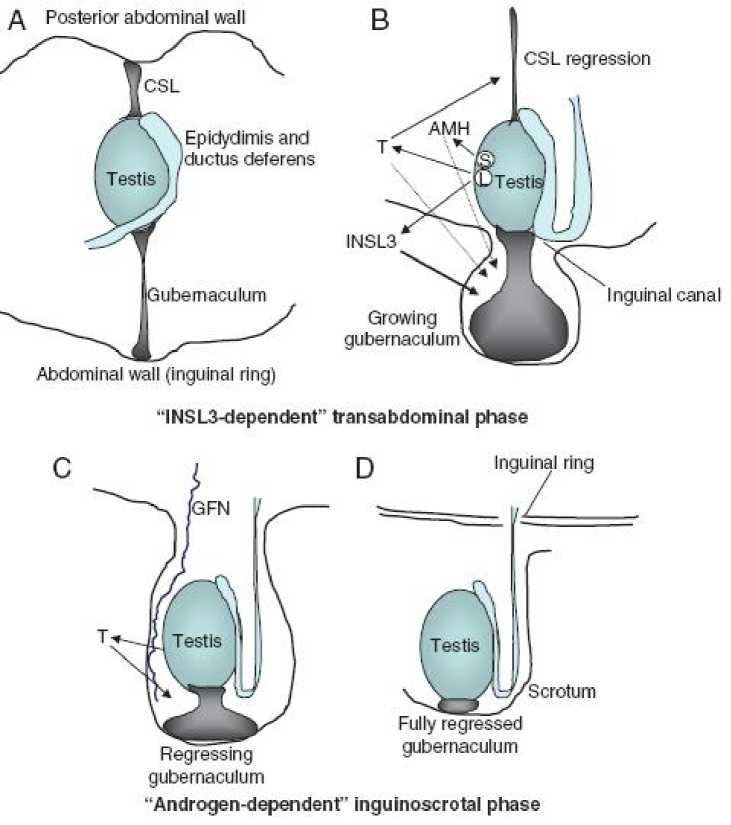 A
Posterior abdominal wall
CSL
Epidydimis and
ductus deferens
Testis
Gubernaculum
Abdominal wall (inguinal ring)
B
CSL regression
AMH
T
S
L
Testis
INSL3
Inguinal canal
Growing
gubernaculum
“INSL3-dependent” transabdominal phase
C
GFN
T
Testis
Regressing
gubernaculum
D
Inguinal ring
Testis
Scrotum
Fully regressed
gubernaculum
“Androgen-dependent” inguinoscrotal phase